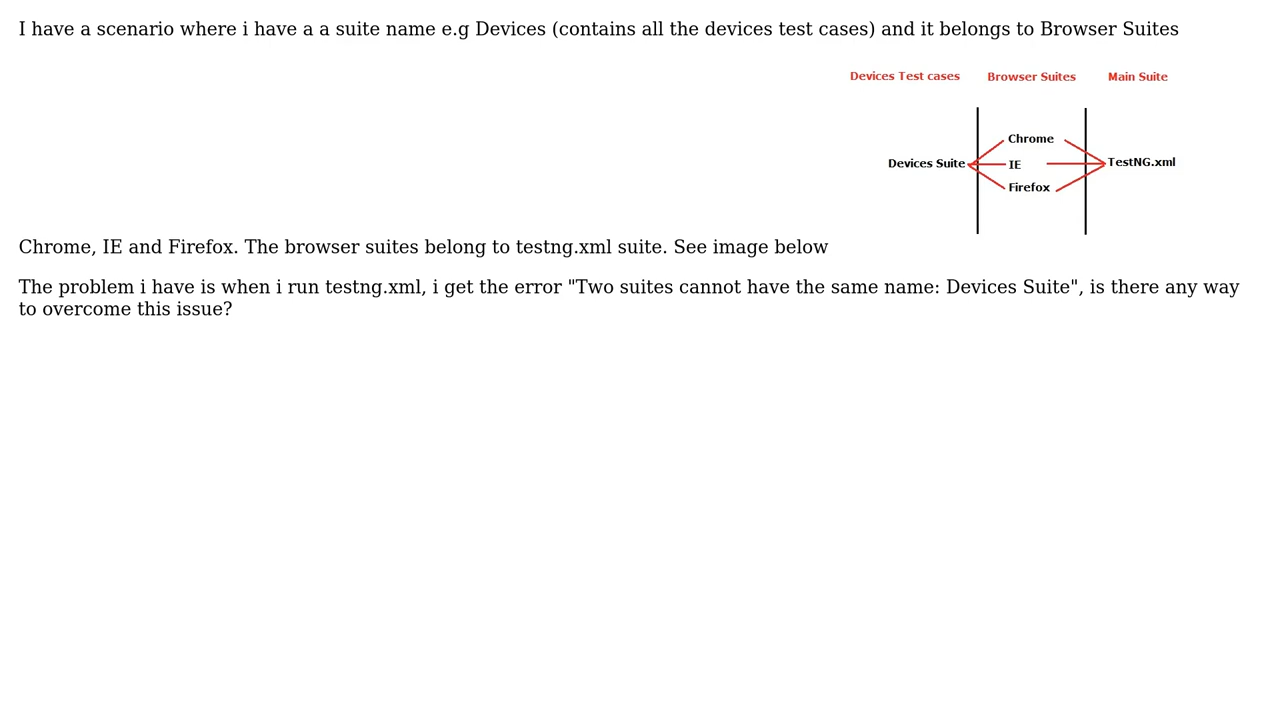 I have a scenario where i have a a suite name e.g Devices (contains all the devices test cases) and it belongs to Browser Suites
Devices Test cases Browser Suites Main Suite
Chrome
Devices Suite IE TestNG.xml
Firefox
Chrome, IE and Firefox. The browser suites belong to testng.xml suite. See image below
The problem i have is when i run testng.xml, i get the error "Two suites cannot have the same name: Devices Suite", is there any way
to overcome this issue?